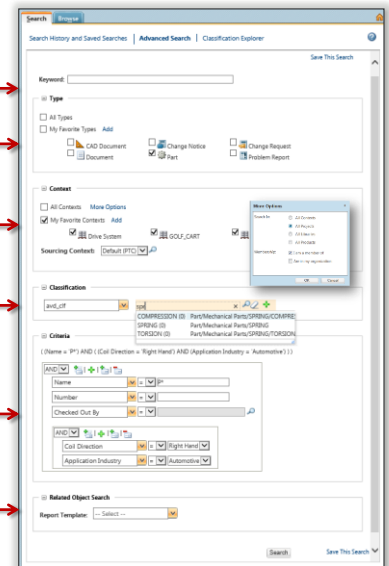 Search Browse
Search History and Saved Searches | Advanced Search | Classification Explorer
Save This Search
Keyword:
Type
All Types
My Favorite Types Add
CAD Document Change Notice Change Request
Document Part Problem Report
Context
All Contexts More Options
My Favorite Contexts Add
Drive System GOLF_CART
Sourcing Context: Default (PTC)
More Options
Search In: All Contexts
All Projects
All Libraries
All Products
OK Cancel
Classification
avd_clf spr
COMPRESSION (0) Part/Mechanical Parts/SPRING/COMPRE
SPRING (0) Part/Mechanical Parts/SPRING
TORSION (0) Part/Mechanical Parts/SPRING/TORSION
Criteria
( (Name = 'P*') AND ( (Coil Direction = 'Right Hand') AND (Application Industry = 'Automotive') ) )
AND
Name = P*
Number =
Checked Out By =
AND
Coil Direction = Right Hand
Application Industry = Automotive
Related Object Search
Report Template: -- Select --
Search Save This Search